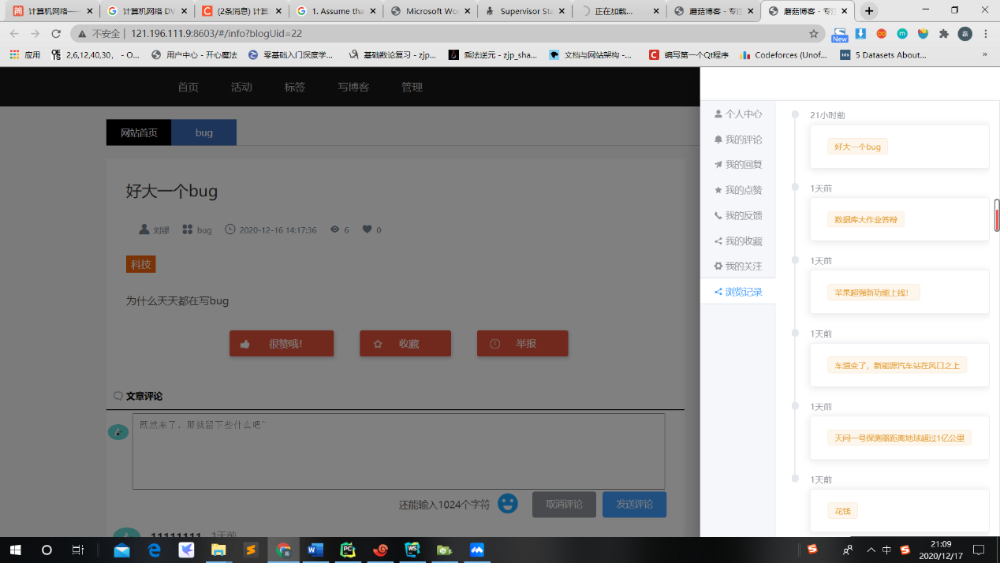 计算机网络—
计算机网络 DV
(2条消息) 计算
1. Assume tha
Microsoft Wor
Supervisor Sta
正在加载...
蘑菇博客 - 专注
蘑菇博客 - 专注
不安全 | 121.196.111.9:8603/#/info?blogUid=22
New
应用
2,6,12,40,30, - O...
用户中心 - 开心魔法
零基础入门深度学...
基础数论复习 - zjp...
乘法逆元 - zjp_sha...
文档与网站架构 -...
编写第一个Qt程序
Codeforces (Unof...
5 Datasets About...
首页
活动
标签
写博客
管理
网站首页
bug
好大一个bug
刘镠
bug
2020-12-16 14:17:36
6
0
科技
为什么天天都在写bug
很赞哦!
收藏
举报
文章评论
既然来了，那就留下些什么吧~
还能输入1024个字符
取消评论
发送评论
11111111
1天前
个人中心
我的评论
我的回复
我的点赞
我的反馈
我的收藏
我的关注
浏览记录
21小时前
好大一个bug
1天前
数据库大作业答辩
1天前
苹果超强新功能上线！
1天前
车道变了，新能源汽车站在风口之上
1天前
天问一号探测器距离地球超过1亿公里
1天前
花钱
中
21:09
2020/12/17